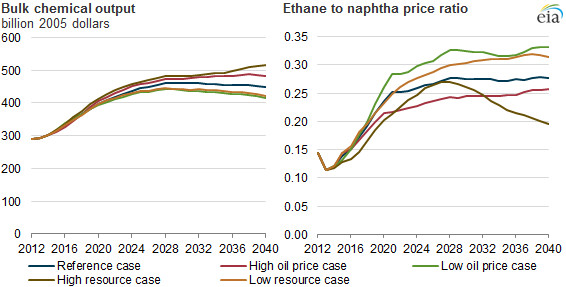 Bulk chemical output
billion 2005 dollars
600
500
400
300
200
100
0
2012 2016 2020 2024 2028 2032 2036 2040
Ethane to naphtha price ratio
eia
0.35
0.30
0.25
0.20
0.15
0.10
0.05
0.00
2012 2016 2020 2024 2028 2032 2036 2040
Reference case High oil price case Low oil price case
High resource case Low resource case